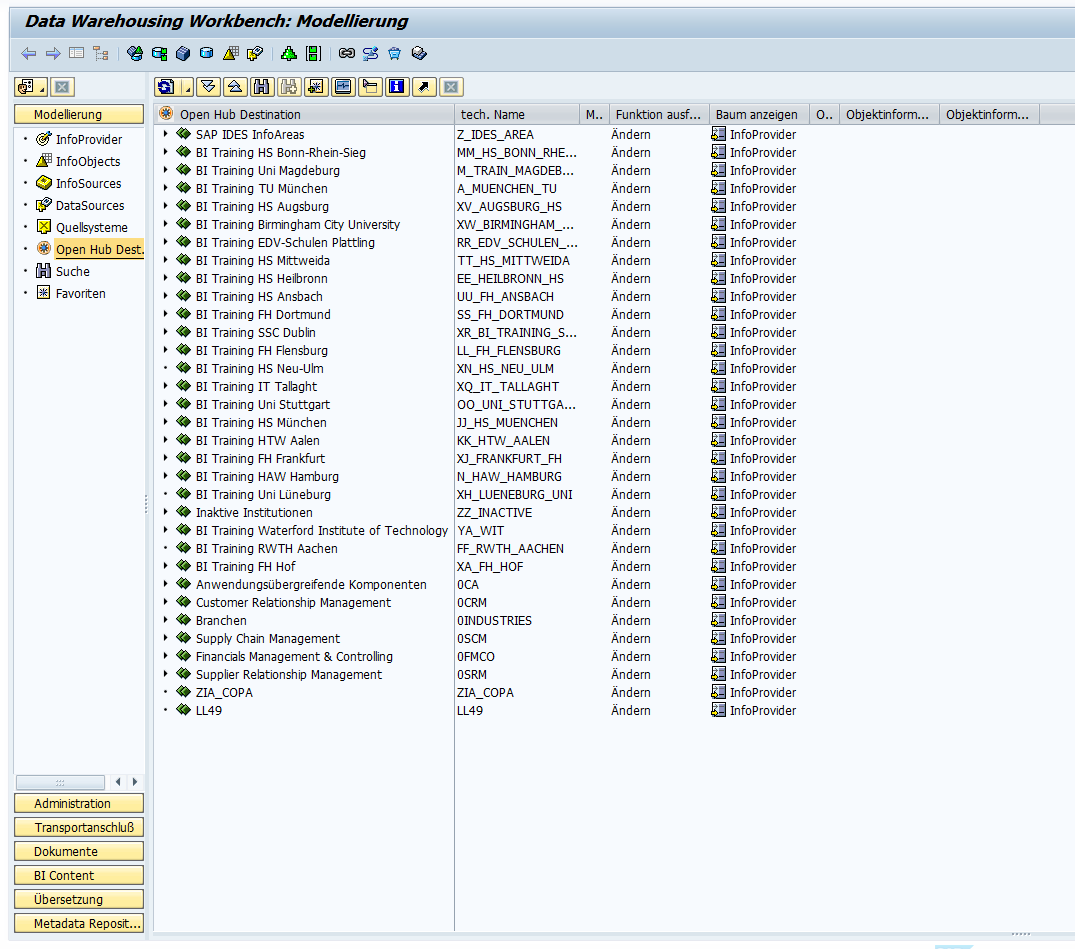 Data Warehousing Workbench: Modellierung
Modellierung
InfoProvider
InfoObjects
InfoSources
DataSources
Quellsysteme
Open Hub Dest.
Suche
Favoriten
Administration
Transportanschluß
Dokumente
BI Content
Übersetzung
Metadata Reposit...
Open Hub Destination tech. Name M.. Funktion ausf... Baum anzeigen O.. Objektinform... Objektinform...
SAP IDES InfoAreas Z_IDES_AREA Ändern InfoProvider
BI Training HS Bonn-Rhein-Sieg MM_HS_BONN_RHE... Ändern InfoProvider
BI Training Uni Magdeburg M_TRAIN_MAGDEB... Ändern InfoProvider
BI Training TU München A_MUENCHEN_TU Ändern InfoProvider
BI Training HS Augsburg XV_AUGSBURG_HS Ändern InfoProvider
BI Training Birmingham City University XW_BIRMINGHAM_... Ändern InfoProvider
BI Training EDV-Schulen Plattling RR_EDV_SCHULEN_... Ändern InfoProvider
BI Training HS Mittweida TT_HS_MITTWEIDA Ändern InfoProvider
BI Training HS Heilbronn EE_HEILBRONN_HS Ändern InfoProvider
BI Training HS Ansbach UU_FH_ANSBACH Ändern InfoProvider
BI Training FH Dortmund SS_FH_DORTMUND Ändern InfoProvider
BI Training SSC Dublin XR_BI_TRAINING_S... Ändern InfoProvider
BI Training FH Flensburg LL_FH_FLENSBURG Ändern InfoProvider
BI Training HS Neu-Ulm XN_HS_NEU_ULM Ändern InfoProvider
BI Training IT Tallaght XQ_IT_TALLAGHT Ändern InfoProvider
BI Training Uni Stuttgart OO_UNI_STUTTGA... Ändern InfoProvider
BI Training HS München JJ_HS_MUENCHEN Ändern InfoProvider
BI Training HTW Aalen KK_HTW_AALEN Ändern InfoProvider
BI Training FH Frankfurt XJ_FRANKFURT_FH Ändern InfoProvider
BI Training HAW Hamburg N_HAW_HAMBURG Ändern InfoProvider
BI Training Uni Lüneburg XH_LUENEBURG_UNI Ändern InfoProvider
Inaktive Institutionen ZZ_INACTIVE Ändern InfoProvider
BI Training Waterford Institute of Technology YA_WIT Ändern InfoProvider
BI Training RWTH Aachen FF_RWTH_AACHEN Ändern InfoProvider
BI Training FH Hof XA_FH_HOF Ändern InfoProvider
Anwendungsübergreifende Komponenten 0CA Ändern InfoProvider
Customer Relationship Management 0CRM Ändern InfoProvider
Branchen 0INDUSTRIES Ändern InfoProvider
Supply Chain Management 0SCM Ändern InfoProvider
Financials Management & Controlling 0FMCO Ändern InfoProvider
Supplier Relationship Management 0SRM Ändern InfoProvider
ZIA_COPA ZIA_COPA Ändern InfoProvider
LL49 LL49 Ändern InfoProvider